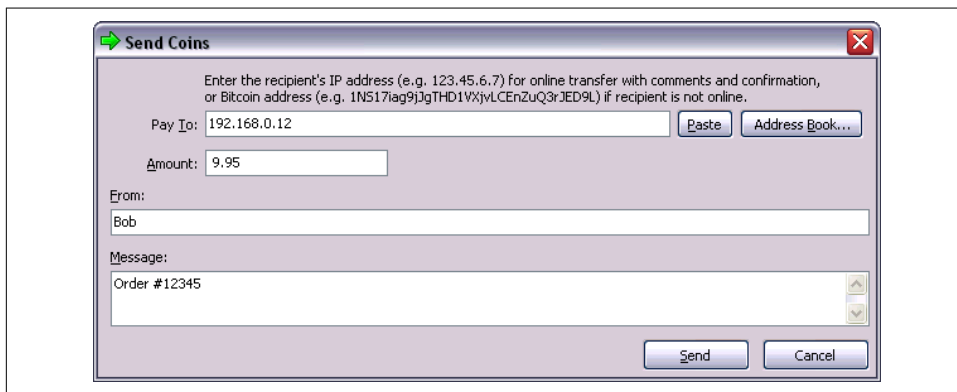 Send Coins
Enter the recipient's IP address (e.g. 123.45.6.7) for online transfer with comments and confirmation,
or Bitcoin address (e.g. 1NS17iag9jJgTHD1VXjvLCEnZuQ3rJED9L) if recipient is not online.
Pay To: 192.168.0.12 Paste Address Book...
Amount: 9.95
From:
Bob
Message:
Order #12345
Send Cancel